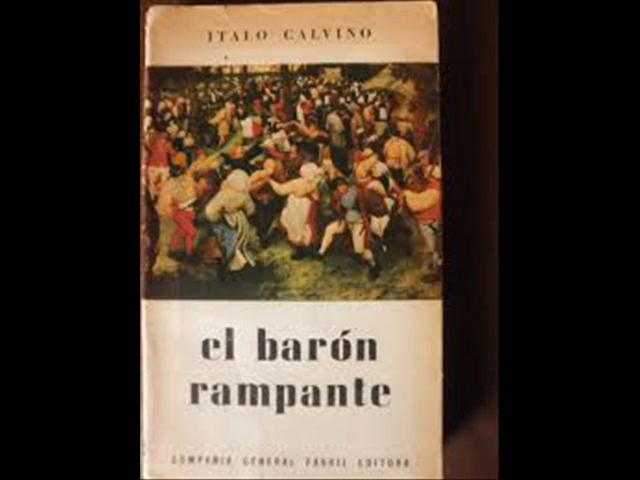 ITALO CALVINO
el barón
rampante
COMPAÑIA GENERAL FABRIL EDITORA